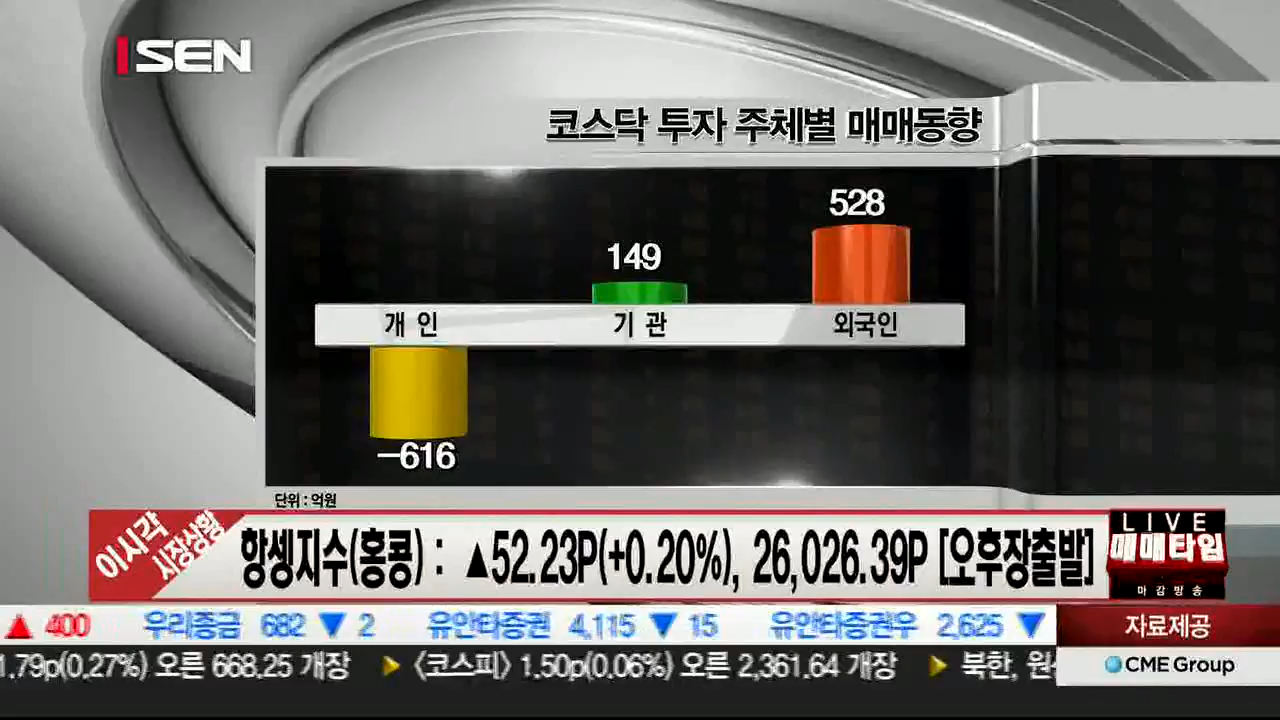 SEN
코스닥 투자 주체별 매매동향
528
149
개 인 기 관 외국인
-616
단위 : 억원
이시각 시장상황
항셍지수(홍콩) : ▲52.23P(+0.20%), 26,026.39P [오후장출발]
LIVE
매매타임
마감방송
▲ 400 우리종금 682 ▼ 2 유안타증권 4,115 ▼ 15 유안타증권우 2,625 ▼
자료제공
1.79p(0.27%) 오른 668.25 개장 ▶ <코스피> 1.50p(0.06%) 오른 2,361.64 개장 ▶ 북한, 원
CME Group